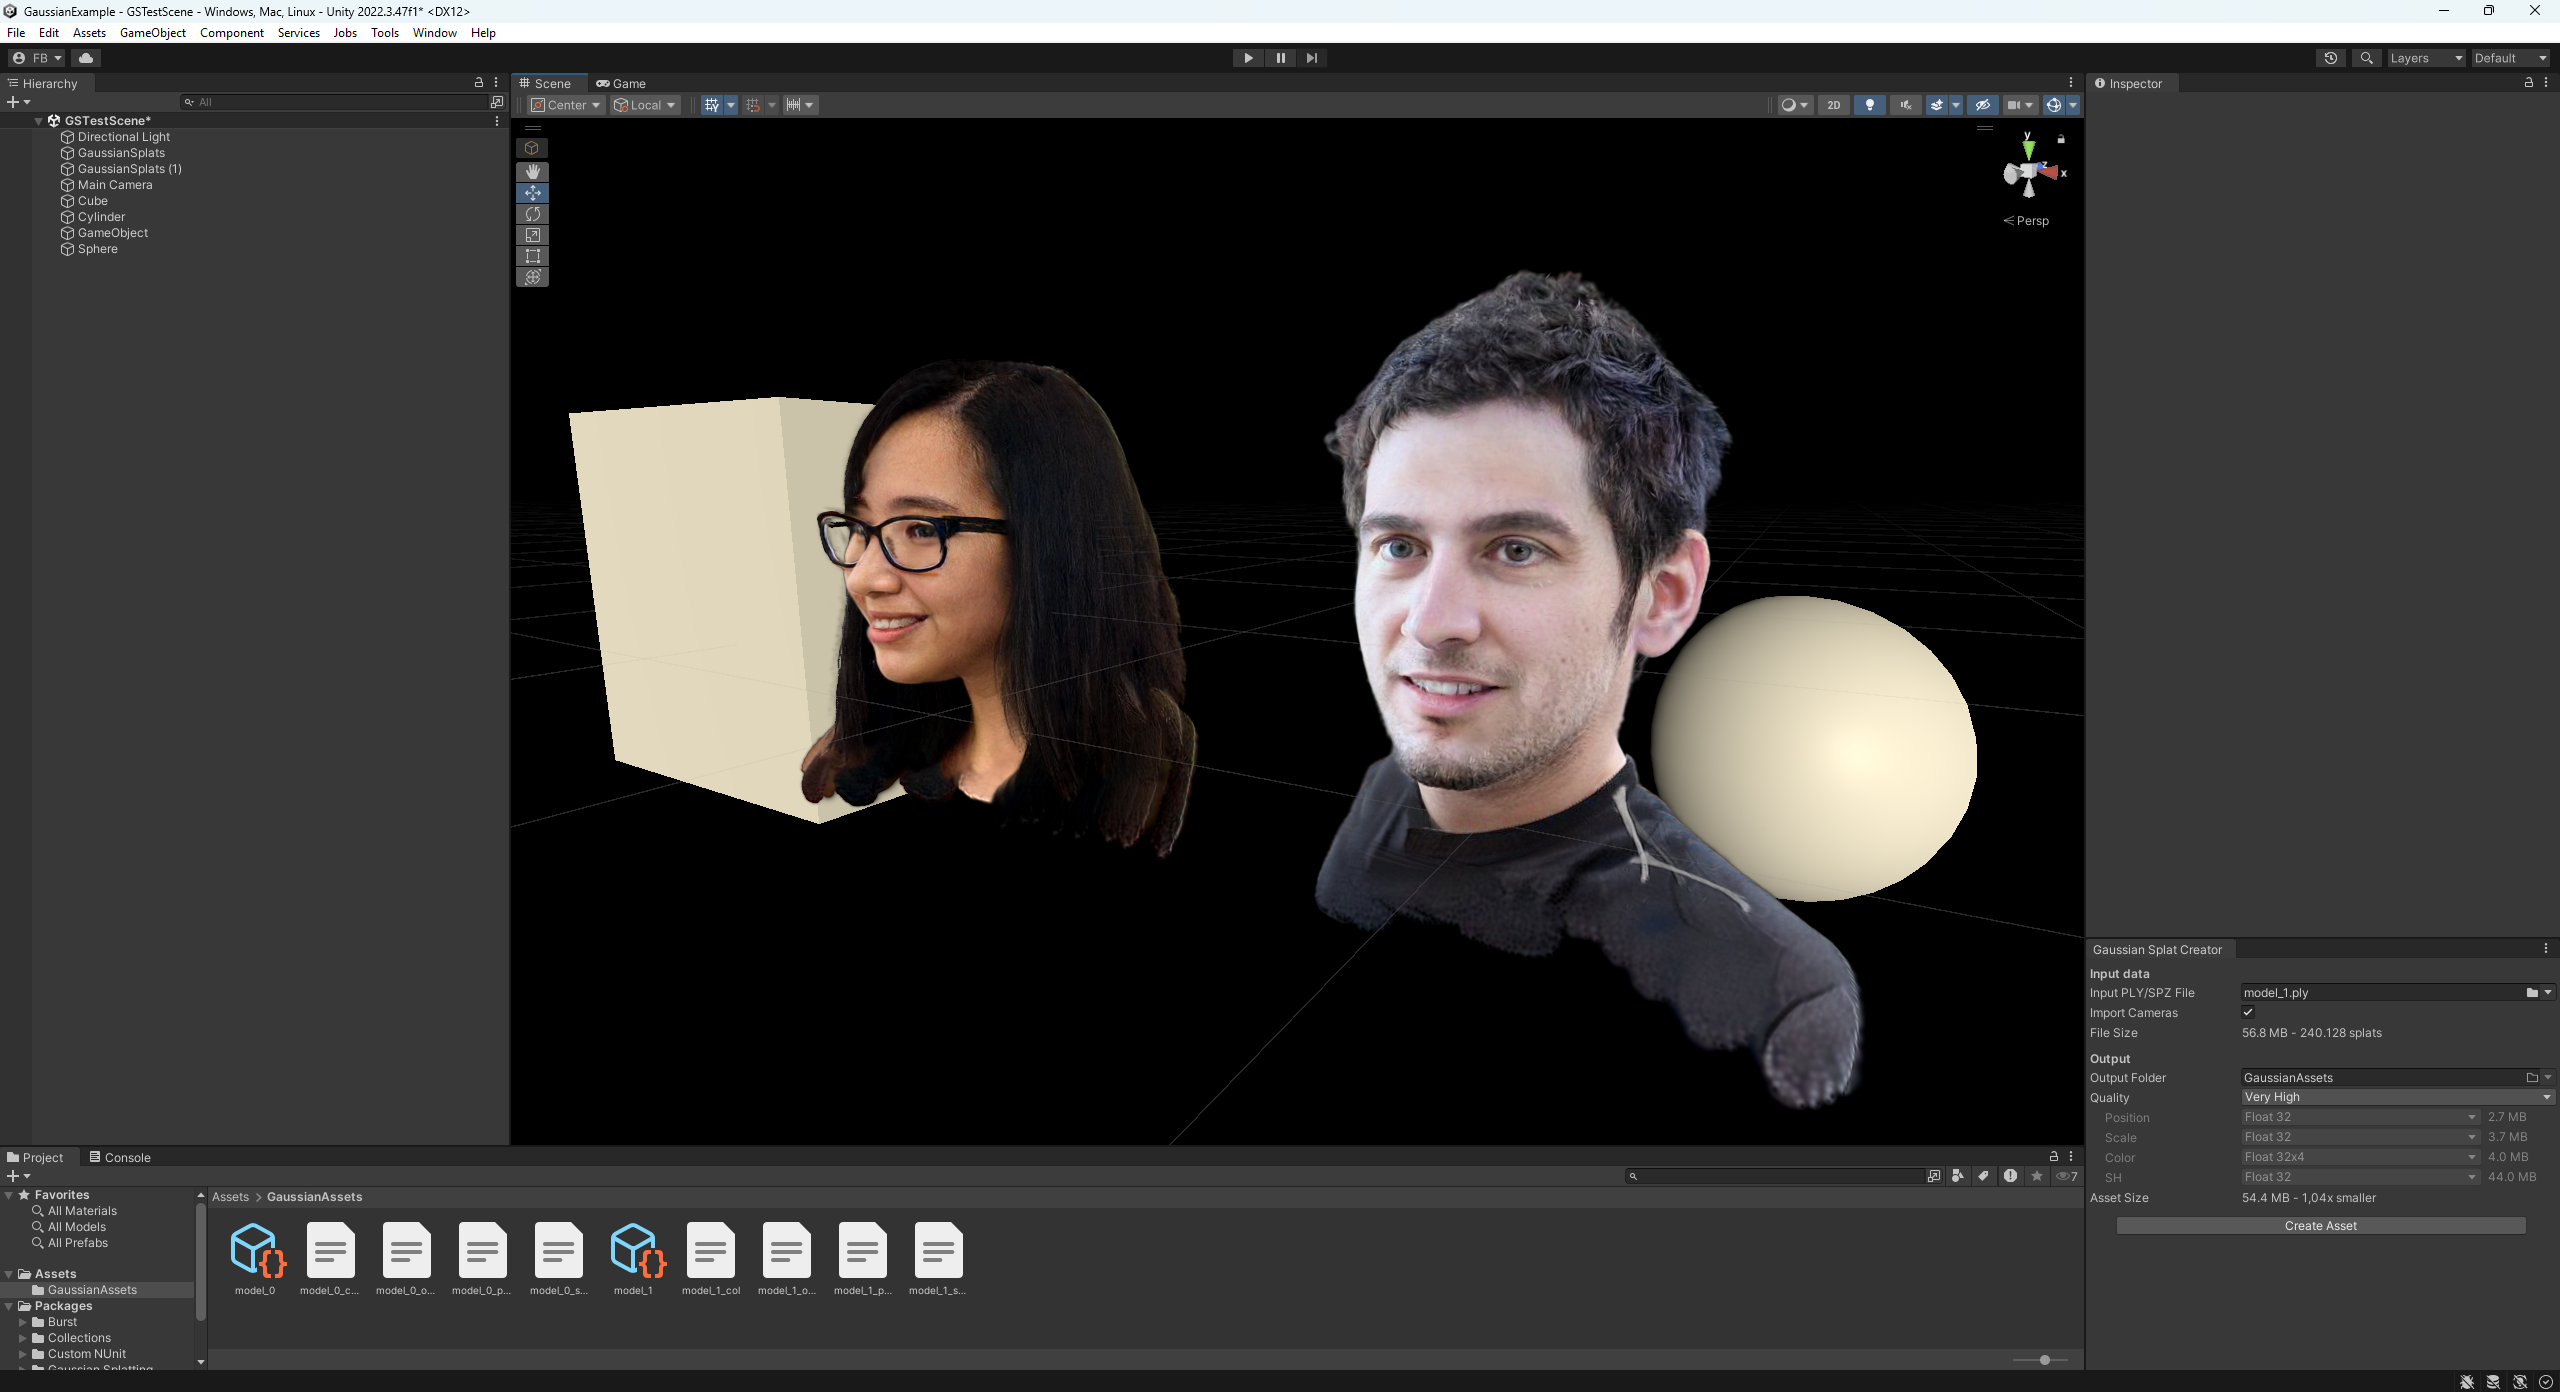 GaussianExample - GSTestScene - Windows, Mac, Linux - Unity 2022.3.47f1* <DX12>
File Edit Assets GameObject Component Services Jobs Tools Window Help
FB
Layers Default
Hierarchy
All
GSTestScene*
Directional Light
GaussianSplats
GaussianSplats (1)
Main Camera
Cube
Cylinder
GameObject
Sphere
Scene Game
Center Local 2D
y
z
x
Persp
Inspector
Gaussian Splat Creator
Input data
Input PLY/SPZ File model_1.ply
Import Cameras
File Size 56.8 MB - 240.128 splats
Output
Output Folder GaussianAssets
Quality Very High
Position Float 32 2.7 MB
Scale Float 32 3.7 MB
Color Float 32x4 4.0 MB
SH Float 32 44.0 MB
Asset Size 54.4 MB - 1,04x smaller
Create Asset
Project Console
7
Favorites
All Materials
All Models
All Prefabs
Assets
GaussianAssets
Packages
Burst
Collections
Custom NUnit
Gaussian Splatting
Assets > GaussianAssets
model_0 model_0_c... model_0_o... model_0_p... model_0_s... model_1 model_1_col model_1_o... model_1_p... model_1_s...